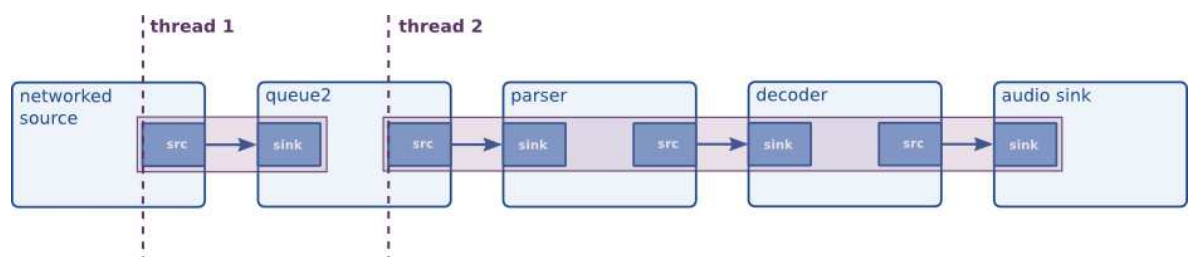 thread 1
thread 2
networked
source
queue2
parser
decoder
audio sink
src
sink
src
sink
src
sink
src
sink